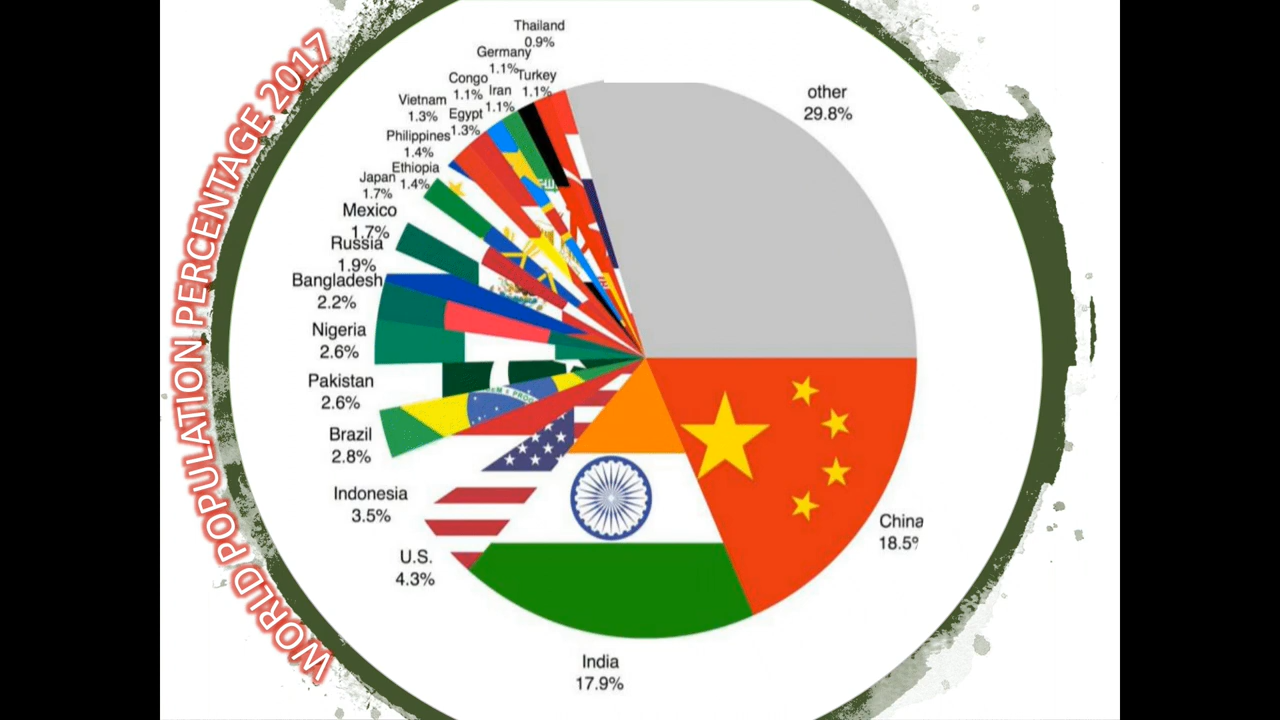 WORLD POPULATION PERCENTAGE 2017
Thailand
0.9%
Germany
1.1%
Turkey
1.1%
Congo
1.1%
Iran
1.1%
Vietnam
1.3%
Egypt
1.3%
Philippines
1.4%
Ethiopia
1.4%
Japan
1.7%
Mexico
1.7%
Russia
1.9%
Bangladesh
2.2%
Nigeria
2.6%
Pakistan
2.6%
Brazil
2.8%
Indonesia
3.5%
U.S.
4.3%
India
17.9%
China
18.5
other
29.8%